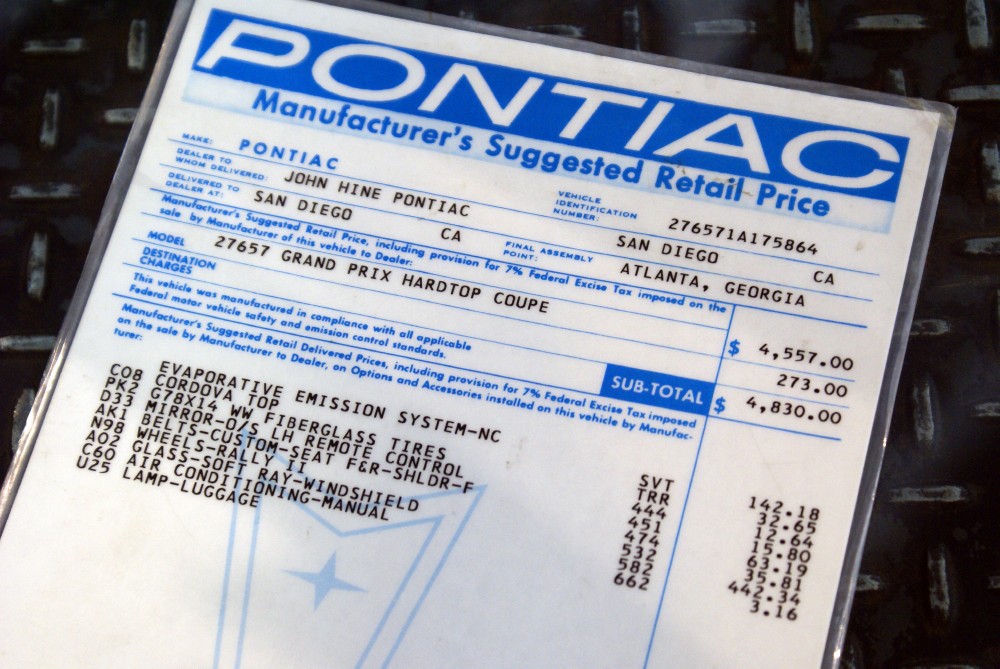 PONTIAC
Manufacturer's Suggested Retail Price
MAKE: PONTIAC
DEALER TO WHOM DELIVERED: JOHN HINE PONTIAC VEHICLE IDENTIFICATION NUMBER: 276571A175864
DELIVERED TO DEALER AT: SAN DIEGO CA SAN DIEGO CA
FINAL ASSEMBLY POINT: ATLANTA, GEORGIA
Manufacturer's Suggested Retail Price, including provision for 7% Federal Excise Tax imposed on the
sale by Manufacturer of this vehicle to Dealer:
MODEL 27657 GRAND PRIX HARDTOP COUPE $ 4,557.00
DESTINATION CHARGES 273.00
This vehicle was manufactured in compliance with all applicable
Federal motor vehicle safety and emission control standards.
SUB-TOTAL $ 4,830.00
Manufacturer's Suggested Retail Delivered Prices, including provision for 7% Federal Excise Tax imposed
on the sale by Manufacturer to Dealer, on Options and Accessories installed on this vehicle by Manufac-
turer:
EVAPORATIVE EMISSION SYSTEM-NC
C08 CORDOVA TOP SVT 142.18
PK2 G78X14 WW FIBERGLASS TIRES TRR 32.65
D33 MIRROR-O/S LH REMOTE CONTROL 444 12.64
AK1 BELTS-CUSTOM-SEAT F&R-SHLDR-F 451 15.80
N98 WHEELS-RALLY II 474 63.19
A02 GLASS-SOFT RAY-WINDSHIELD 532 35.81
C60 AIR CONDITIONING-MANUAL 582 442.34
U25 LAMP-LUGGAGE 662 3.16